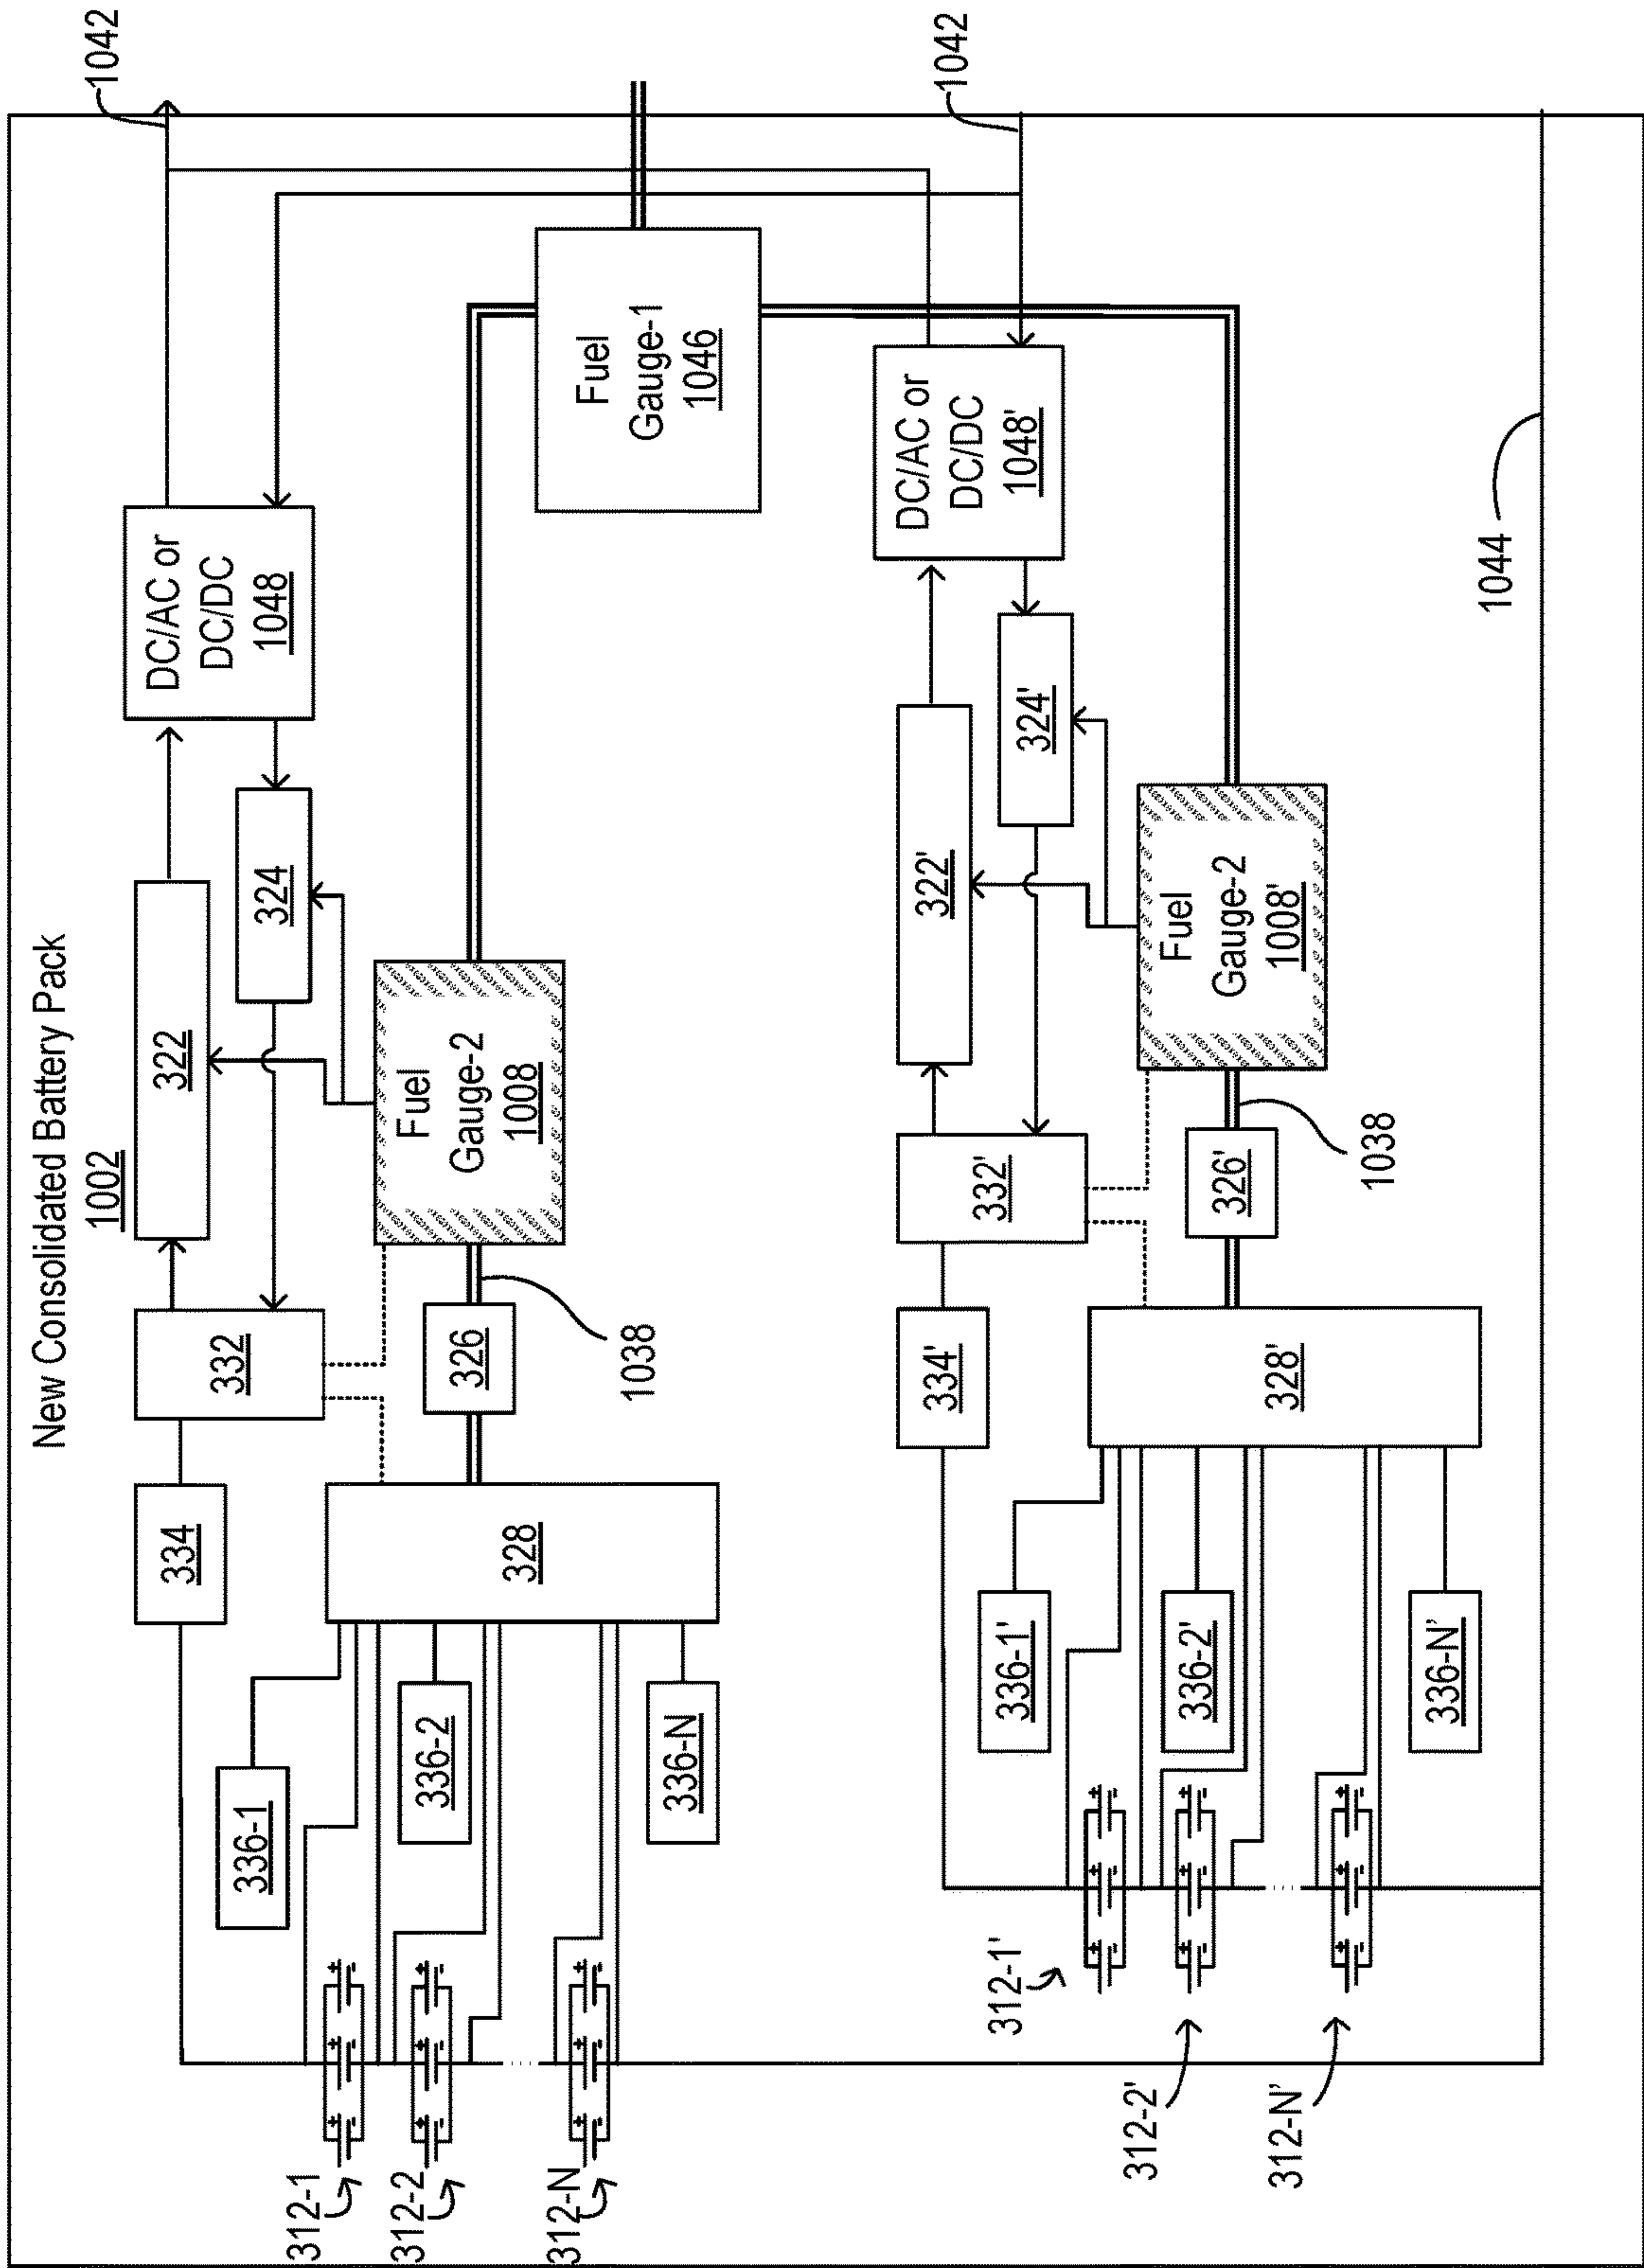 New Consolidated Battery Pack
1002
1042
1042
334
332
322
324
DC/AC or
DC/DC
1048
336-1
336-2
336-N
328
326
1038
Fuel
Gauge-2
1008
Fuel
Gauge-1
1046
312-1
312-2
312-N
334'
332'
322'
324'
DC/AC or
DC/DC
1048'
336-1'
336-2'
336-N'
328'
326'
1038
Fuel
Gauge-2
1008'
312-1'
312-2'
312-N'
1044